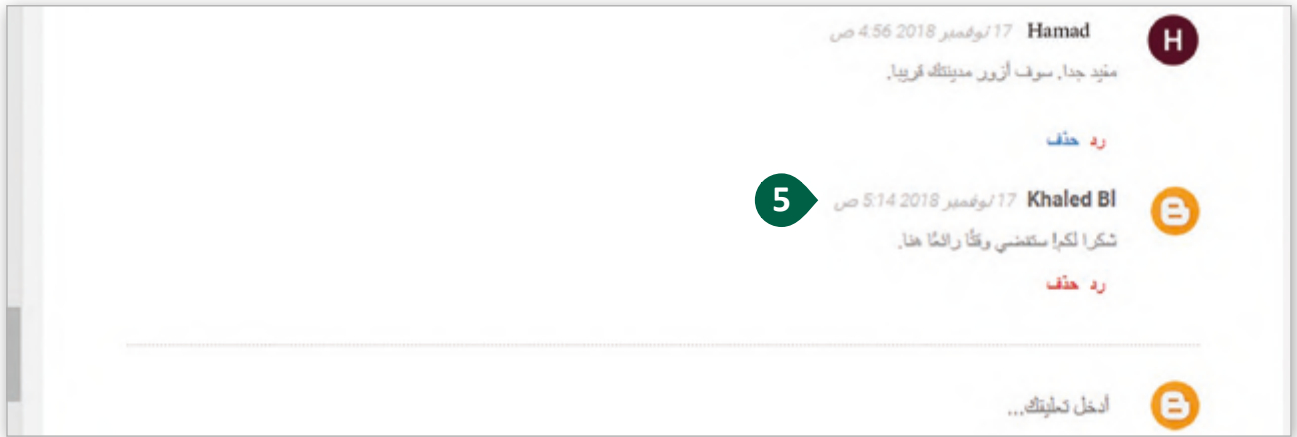 H
Hamad 17 نوفمبر 2018 4:56 ص
مفيد جدا. سوف أزور مدينتك قريبا.
رد حذف
5
Khaled Bl 17 نوفمبر 2018 5:14 ص
شكرا لكم! ستقضي وقتًا رائعًا هنا.
رد حذف
أدخل تعليقك...